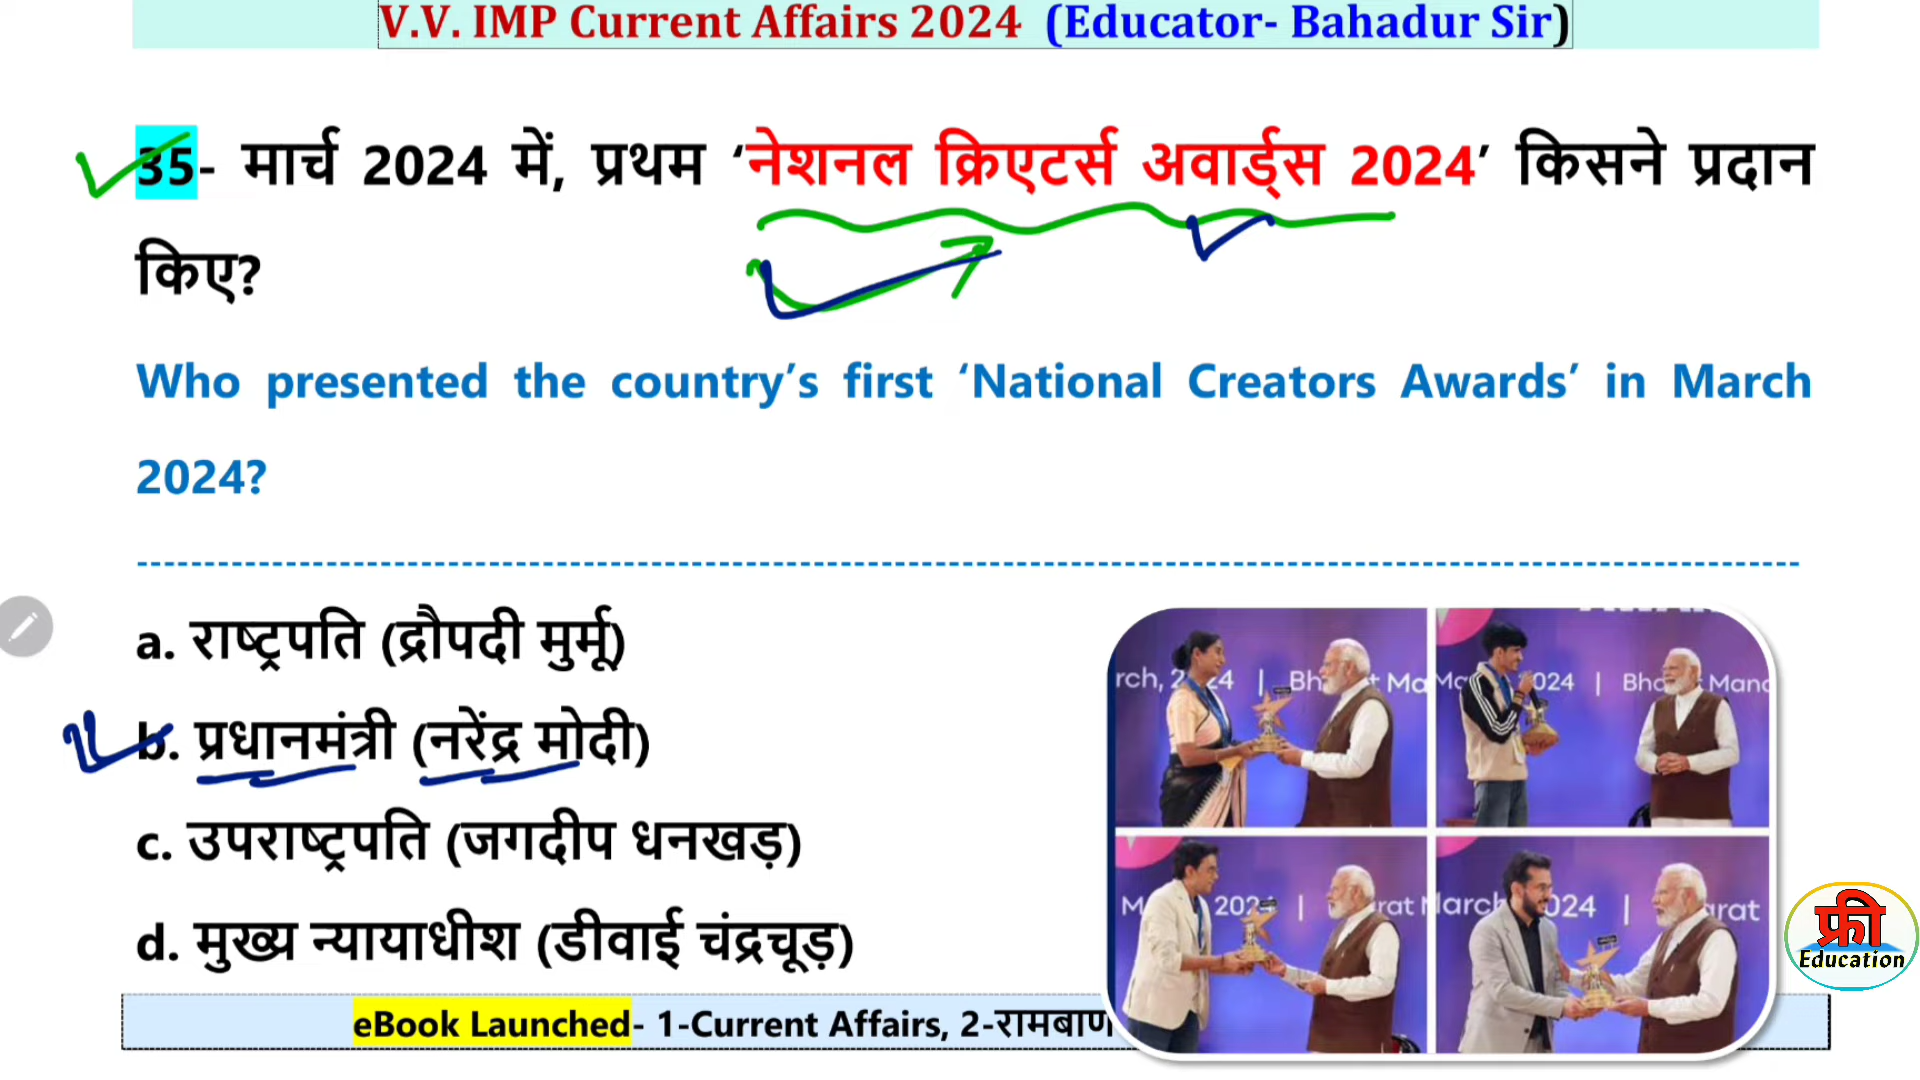 V.V. IMP Current Affairs 2024 (Educator- Bahadur Sir)
35- मार्च 2024 में, प्रथम ‘नेशनल क्रिएटर्स अवार्ड्स 2024’ किसने प्रदान
किए?
Who presented the country’s first ‘National Creators Awards’ in March
2024?
a. राष्ट्रपति (द्रौपदी मुर्मू)
b. प्रधानमंत्री (नरेंद्र मोदी)
c. उपराष्ट्रपति (जगदीप धनखड़)
d. मुख्य न्यायाधीश (डीवाई चंद्रचूड़)
फ्री
Education
eBook Launched- 1-Current Affairs, 2-रामबाण